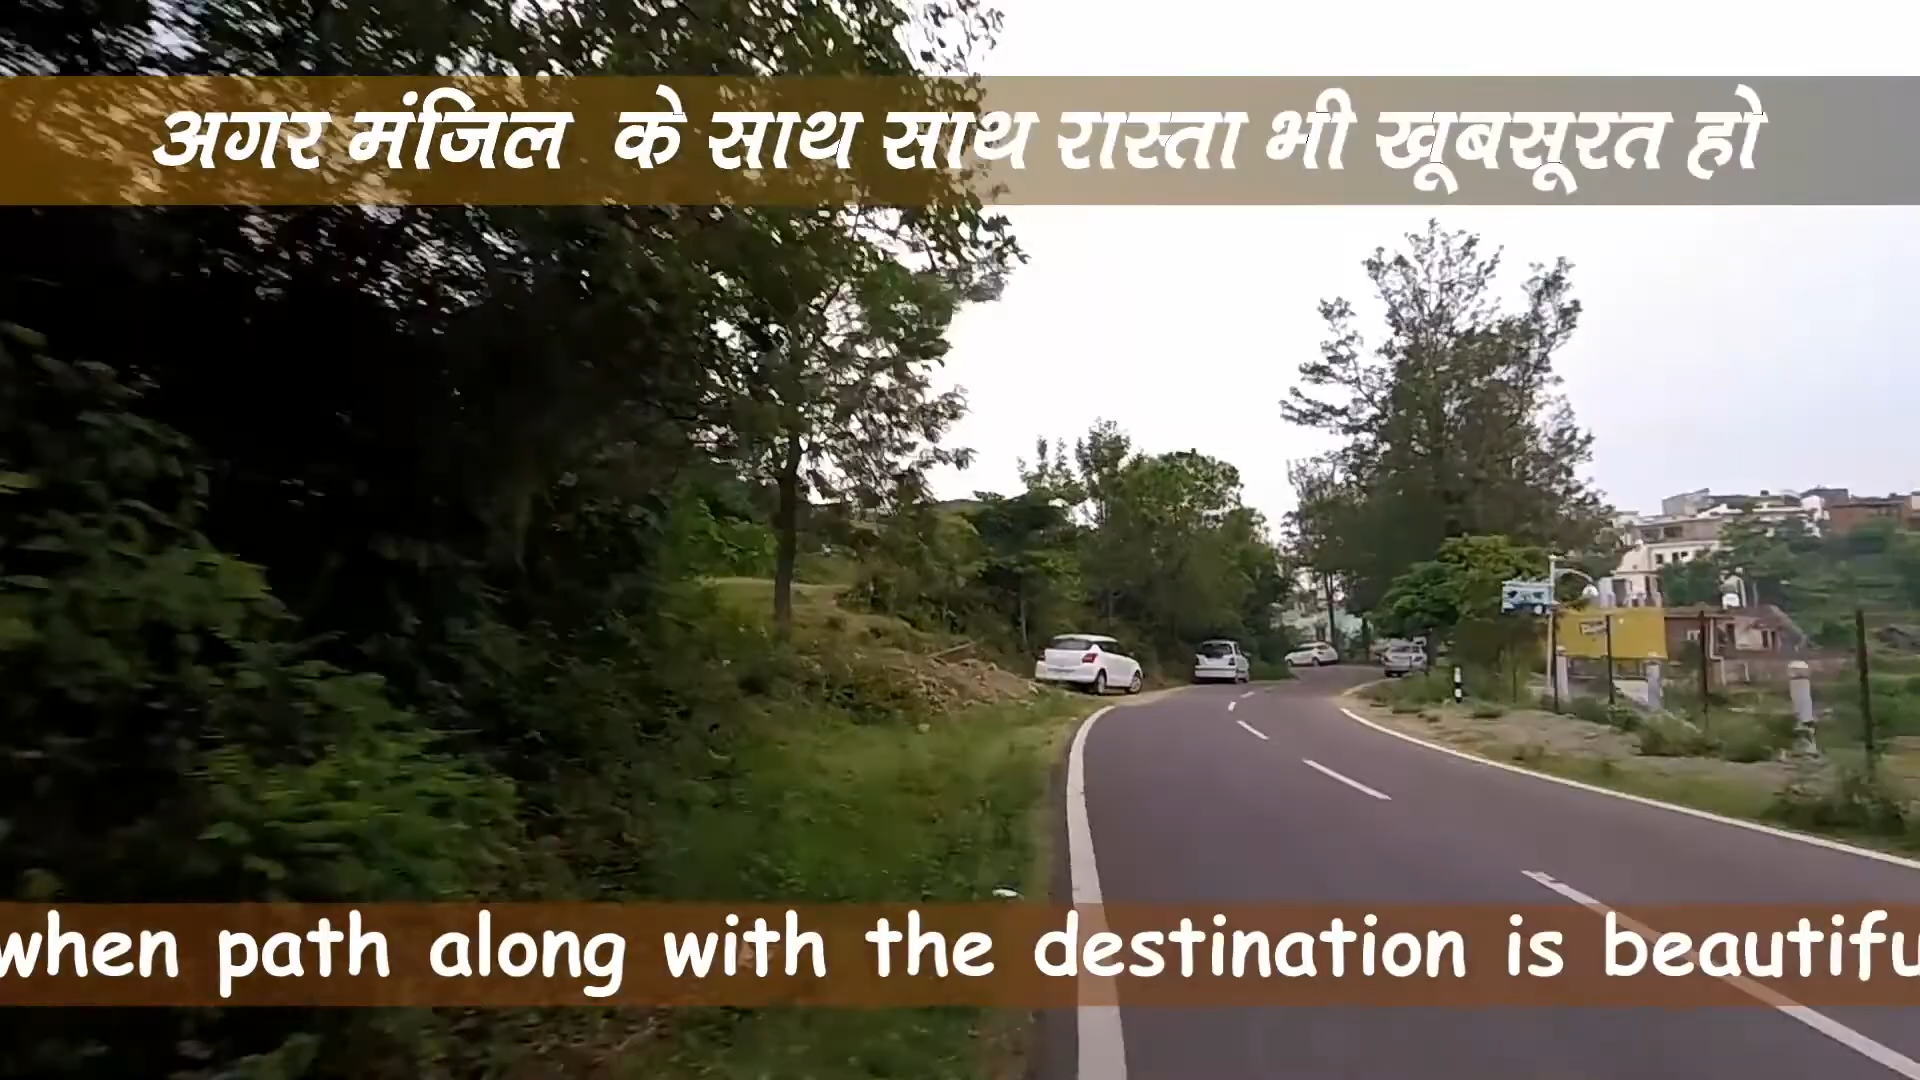 अगर मंजिल के साथ साथ रास्ता भी खूबसूरत हो
when path along with the destination is beautifu